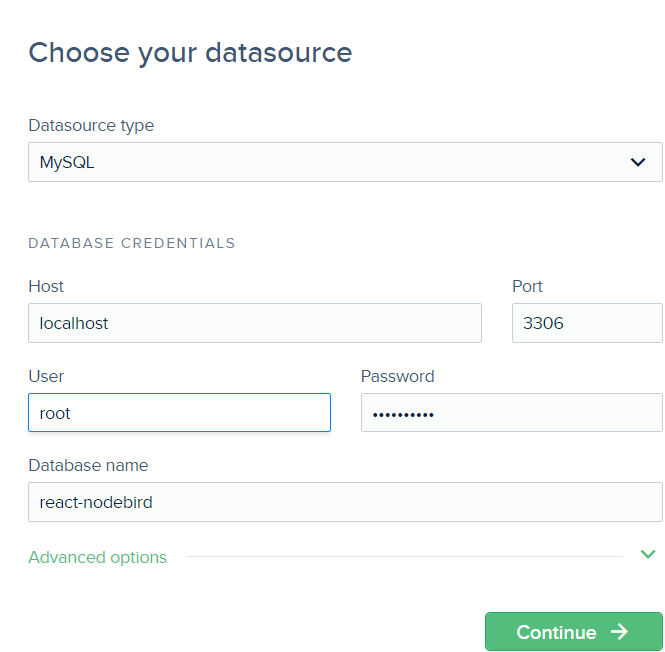 Choose your datasource
Datasource type
MySQL
DATABASE CREDENTIALS
Host
Port
localhost
3306
User
Password
root
••••••••••
Database name
react-nodebird
Advanced options
Continue →